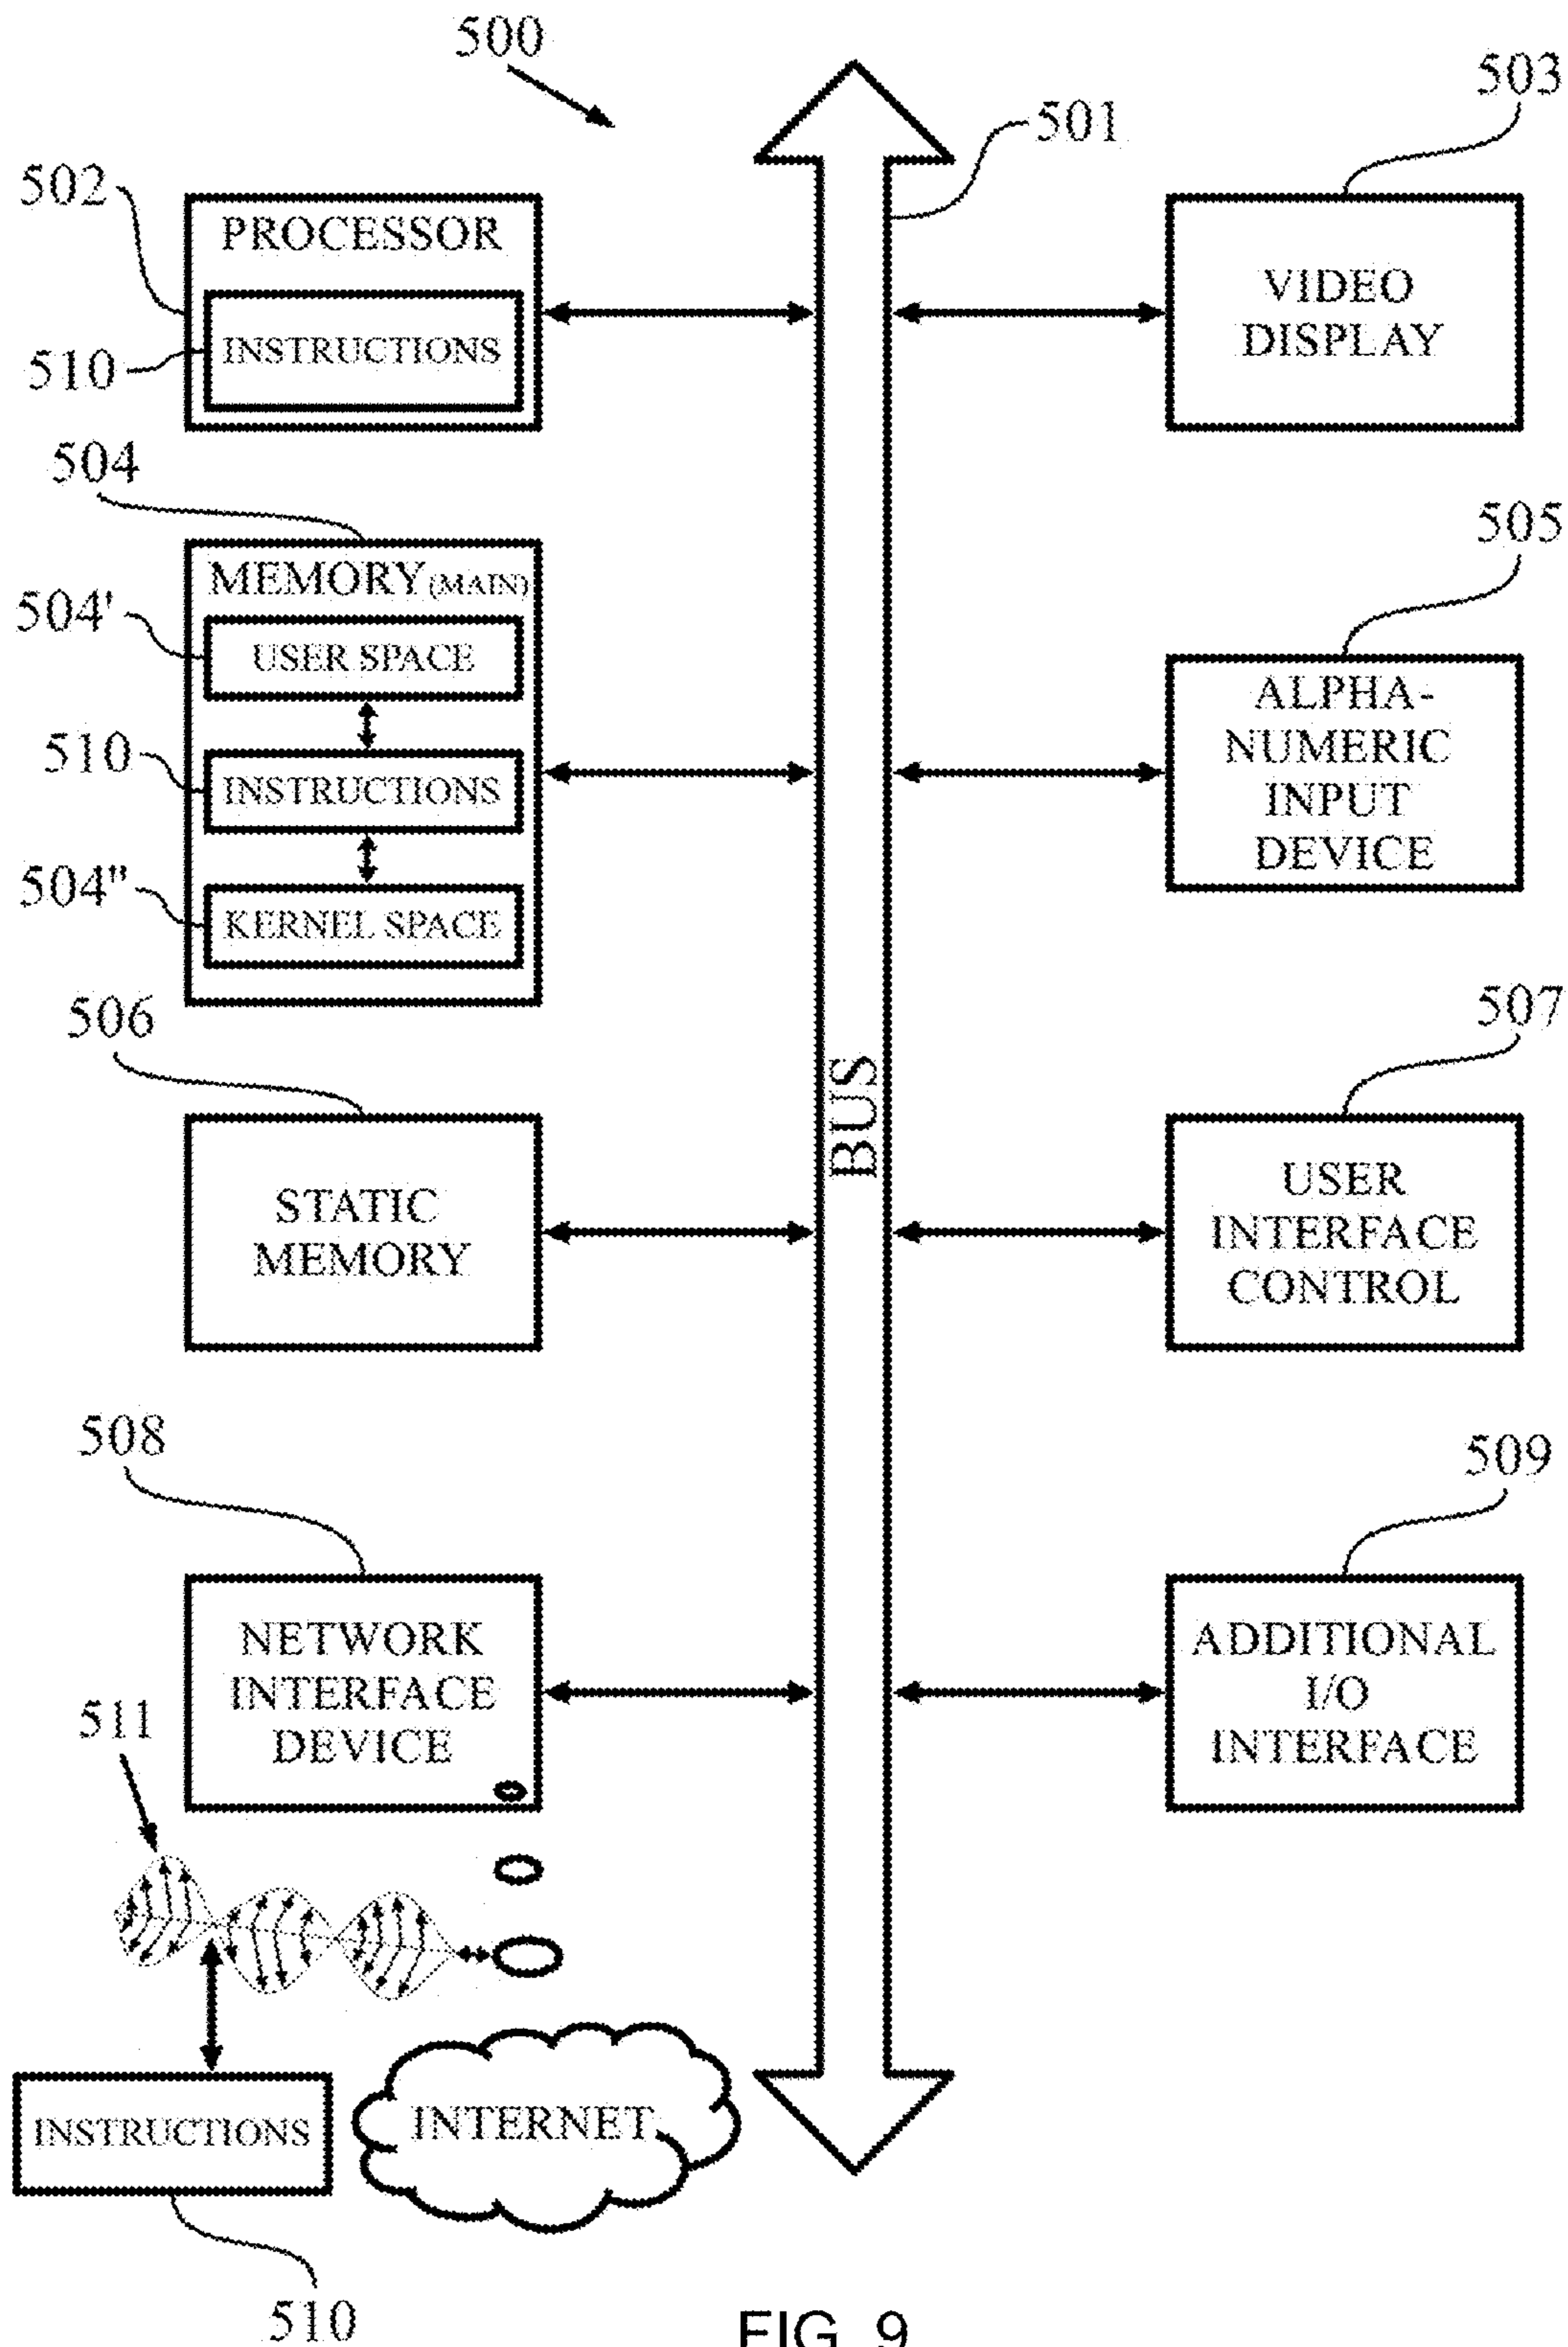 500
501
503
502
PROCESSOR
510
INSTRUCTIONS
VIDEO
DISPLAY
504
MEMORY (MAIN)
504'
USER SPACE
510
INSTRUCTIONS
504"
KERNEL SPACE
505
ALPHA-
NUMERIC
INPUT
DEVICE
506
STATIC
MEMORY
BUS
507
USER
INTERFACE
CONTROL
508
NETWORK
INTERFACE
DEVICE
509
ADDITIONAL
I/O
INTERFACE
511
INSTRUCTIONS
INTERNET
510
FIG. 9